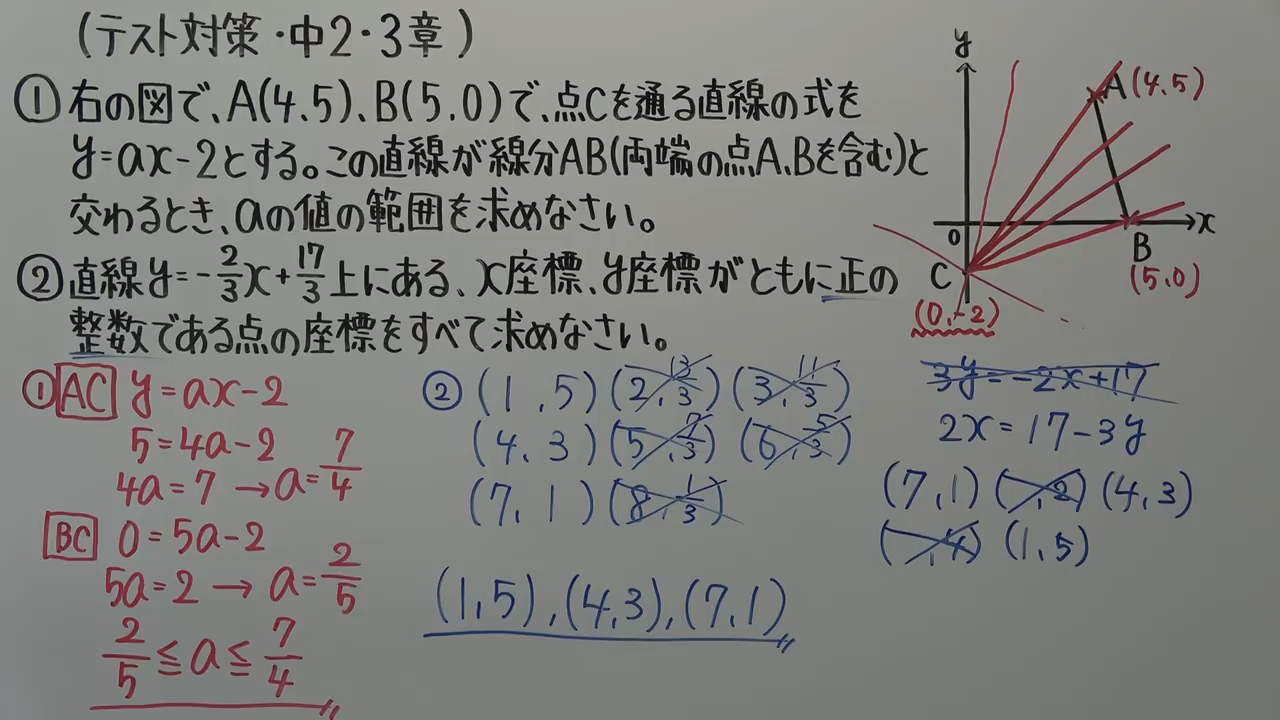 (テスト対策・中2・3章)
①右の図で、A(4.5)、B(5.0)で、点Cを通る直線の式を
y=ax-2とする。この直線が線分AB(両端の点A、Bを含む)と
交わるとき、aの値の範囲を求めなさい。
②直線y=-2/3x+17/3上にある、x座標、y座標がともに正の
整数である点の座標をすべて求めなさい。
y
A(4,5)
0
x
B
(5,0)
C
(0,-2)
①AC y=ax-2
5=4a-2
4a=7→a=7/4
BC 0=5a-2
5a=2→a=2/5
2/5≦a≦7/4
②(1,5)(2,13/3)(3,11/3)
(4,3)(5,7/3)(6,5/3)
(7,1)(8,1/3)
(1,5),(4,3),(7,1)
3y=-2x+17
2x=17-3y
(7,1)( ,2)(4,3)
( ,4)(1,5)